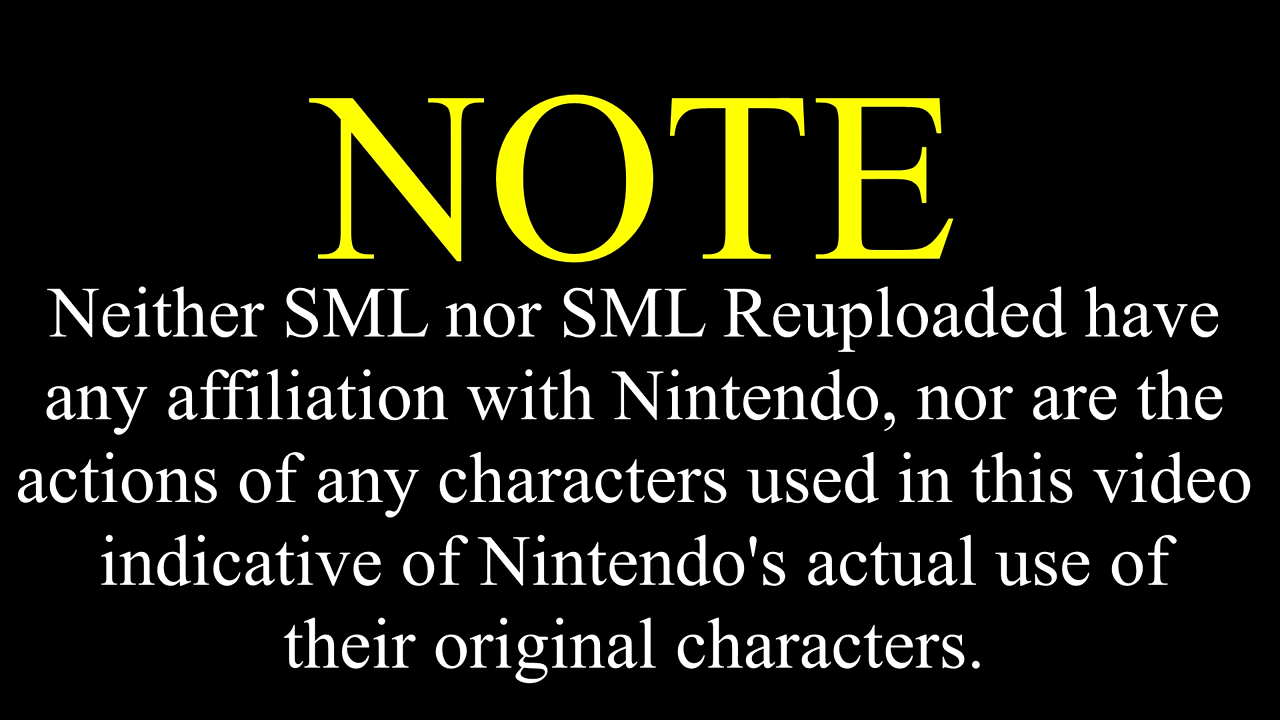 NOTE
Neither SML nor SML Reuploaded have
any affiliation with Nintendo, nor are the
actions of any characters used in this video
indicative of Nintendo's actual use of
their original characters.